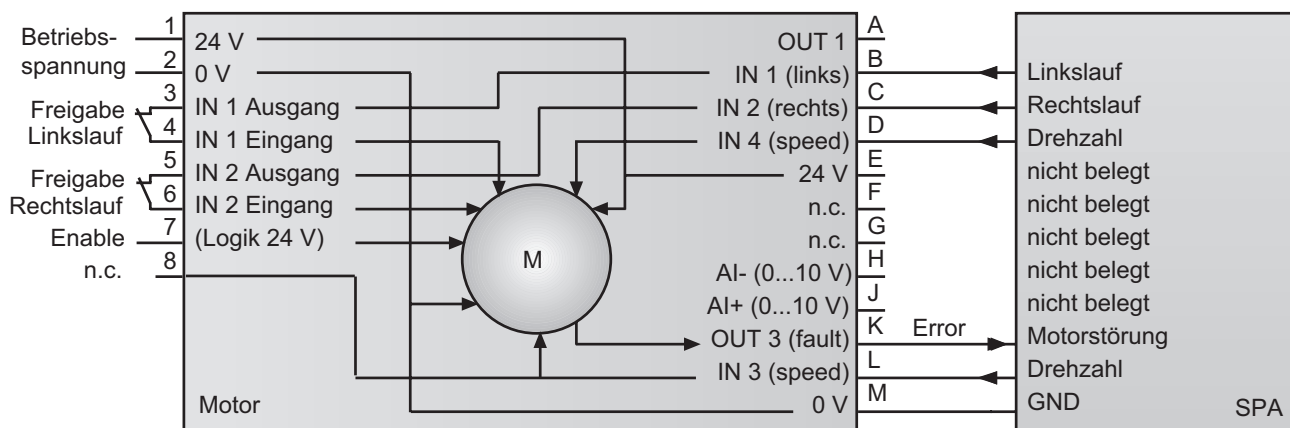 Betriebs-
spannung
Freigabe
Linkslauf
Freigabe
Rechtslauf
Enable
n.c.
1
2
3
4
5
6
7
8
24 V
0 V
IN 1 Ausgang
IN 1 Eingang
IN 2 Ausgang
IN 2 Eingang
(Logik 24 V)
Motor
M
OUT 1
IN 1 (links)
IN 2 (rechts)
IN 4 (speed)
24 V
n.c.
n.c.
AI- (0...10 V)
AI+ (0...10 V)
OUT 3 (fault)
IN 3 (speed)
0 V
A
B
C
D
E
F
G
H
J
K
L
M
Error
Linkslauf
Rechtslauf
Drehzahl
nicht belegt
nicht belegt
nicht belegt
nicht belegt
nicht belegt
Motorstörung
Drehzahl
GND
SPA